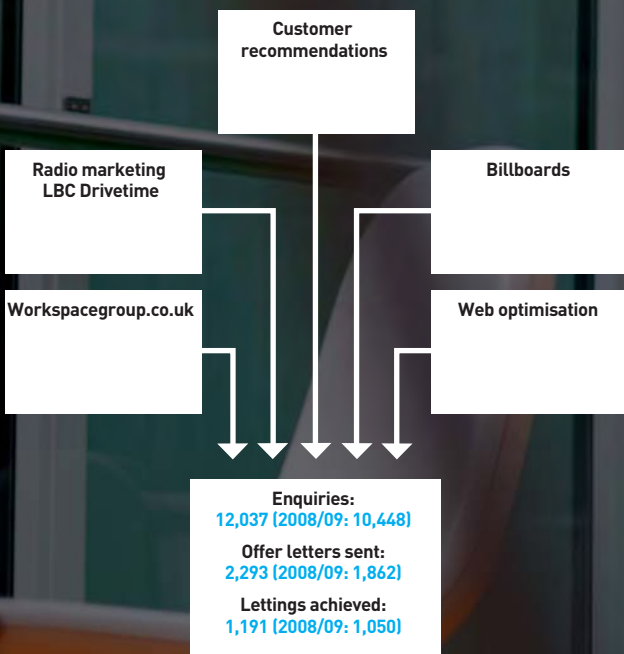 Customer
recommendations
Radio marketing
LBC Drivetime
Billboards
Workspacegroup.co.uk
Web optimisation
Enquiries:
12,037 (2008/09: 10,448)
Offer letters sent:
2,293 (2008/09: 1,862)
Lettings achieved:
1,191 (2008/09: 1,050)